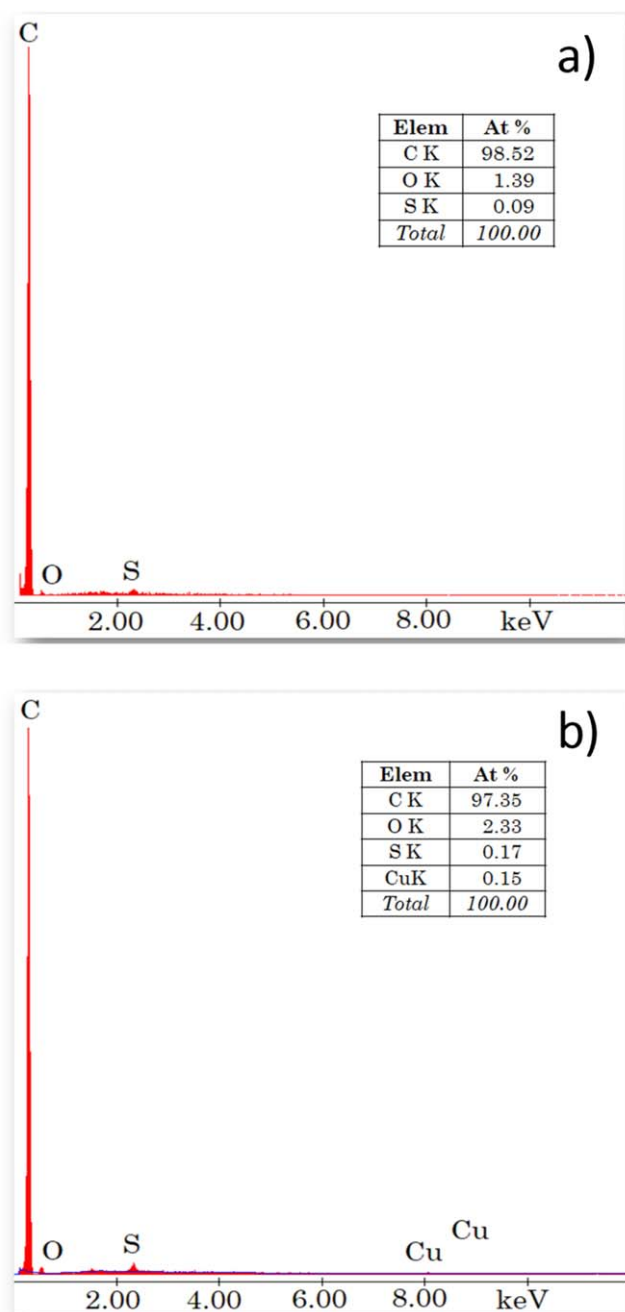 C
a)
Elem At %
C K 98.52
O K 1.39
S K 0.09
Total 100.00
O S
2.00 4.00 6.00 8.00 keV
C
b)
Elem At %
C K 97.35
O K 2.33
S K 0.17
CuK 0.15
Total 100.00
O S Cu Cu
2.00 4.00 6.00 8.00 keV